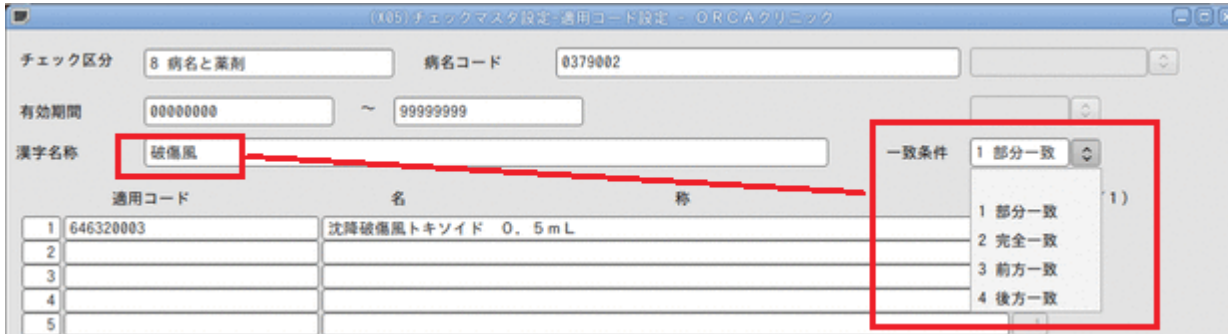 (X05)チェックマスタ設定-適用コード設定 - ORCAクリニック
チェック区分 8 病名と薬剤 病名コード 0379002
有効期間 00000000 ~ 99999999
漢字名称 破傷風 一致条件 1 部分一致
適用コード 名 称 1)
1 646320003 沈降破傷風トキソイド 0.5mL
1 部分一致
2
2 完全一致
3
3 前方一致
4
4 後方一致
5